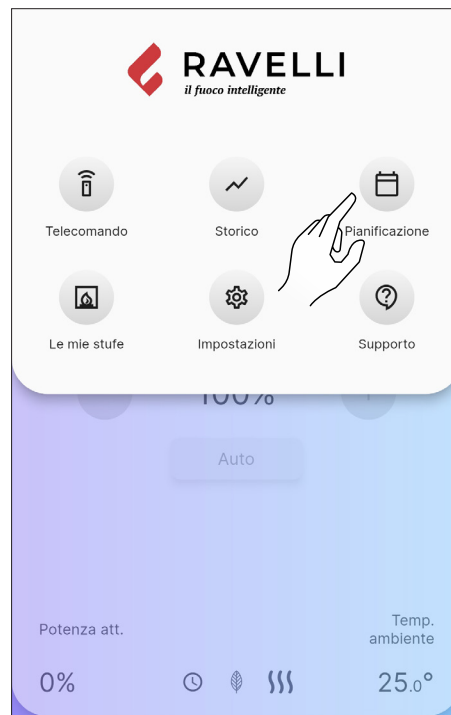 RAVELLI
il fuoco intelligente
Telecomando
Storico
Pianificazione
Le mie stufe
Impostazioni
Supporto
100%
Auto
Potenza att.
Temp.
ambiente
0%
25.0°